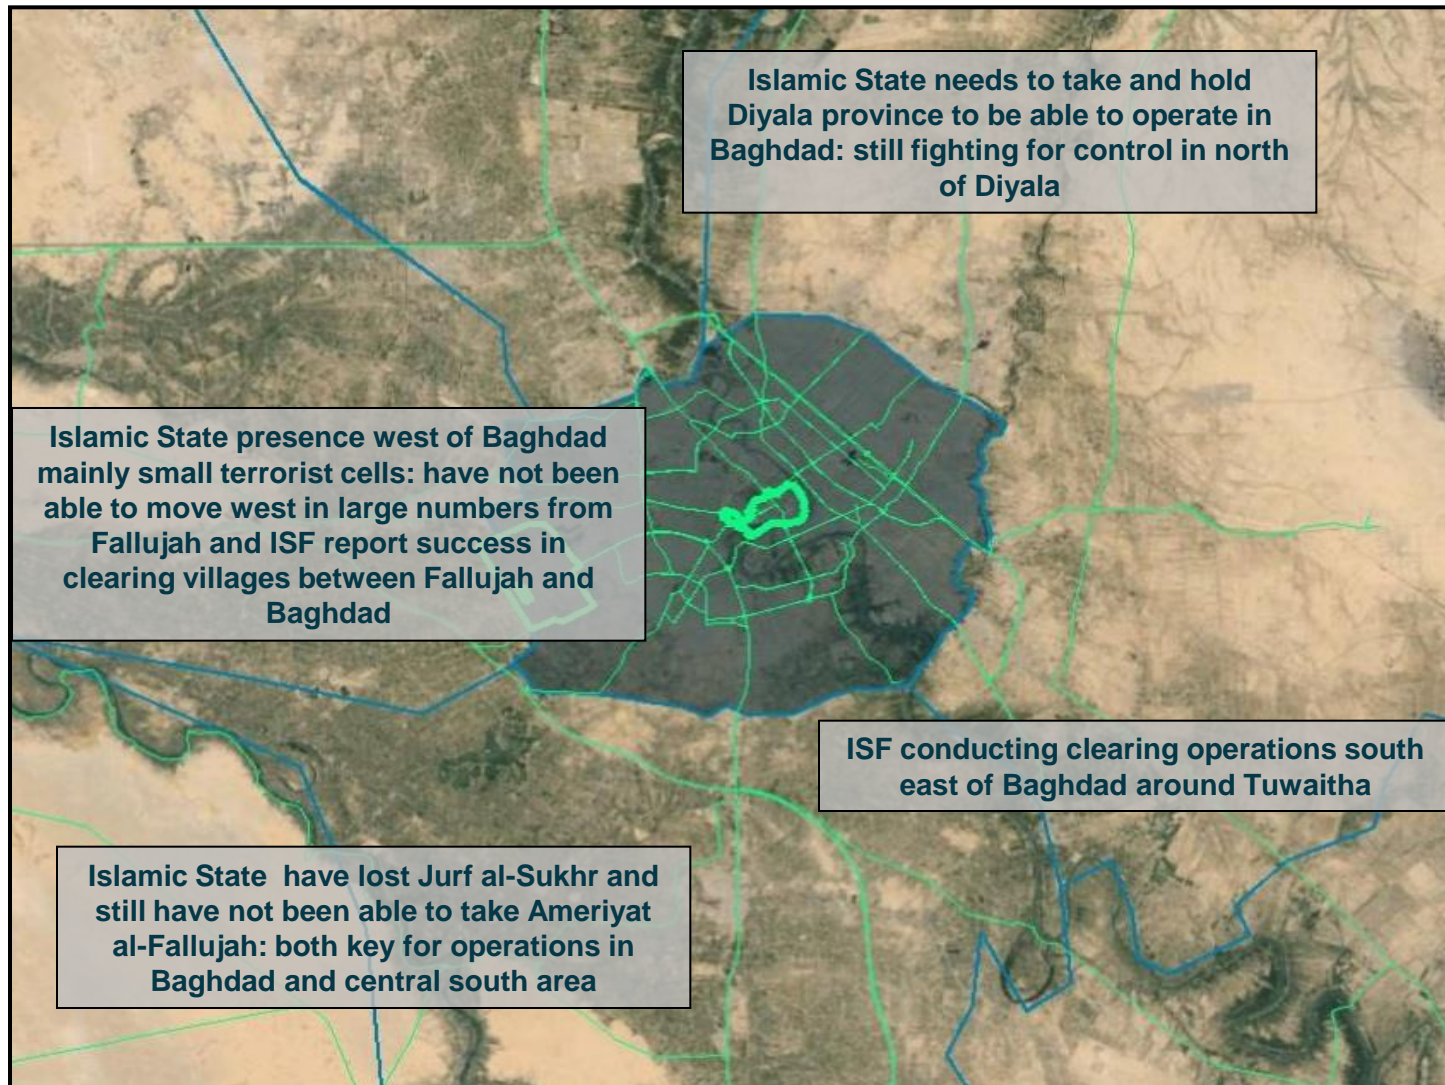 Islamic State needs to take and hold
Diyala province to be able to operate in
Baghdad: still fighting for control in north
of Diyala
Islamic State presence west of Baghdad
mainly small terrorist cells: have not been
able to move west in large numbers from
Fallujah and ISF report success in
clearing villages between Fallujah and
Baghdad
ISF conducting clearing operations south
east of Baghdad around Tuwaitha
Islamic State have lost Jurf al-Sukhr and
still have not been able to take Ameriyat
al-Fallujah: both key for operations in
Baghdad and central south area